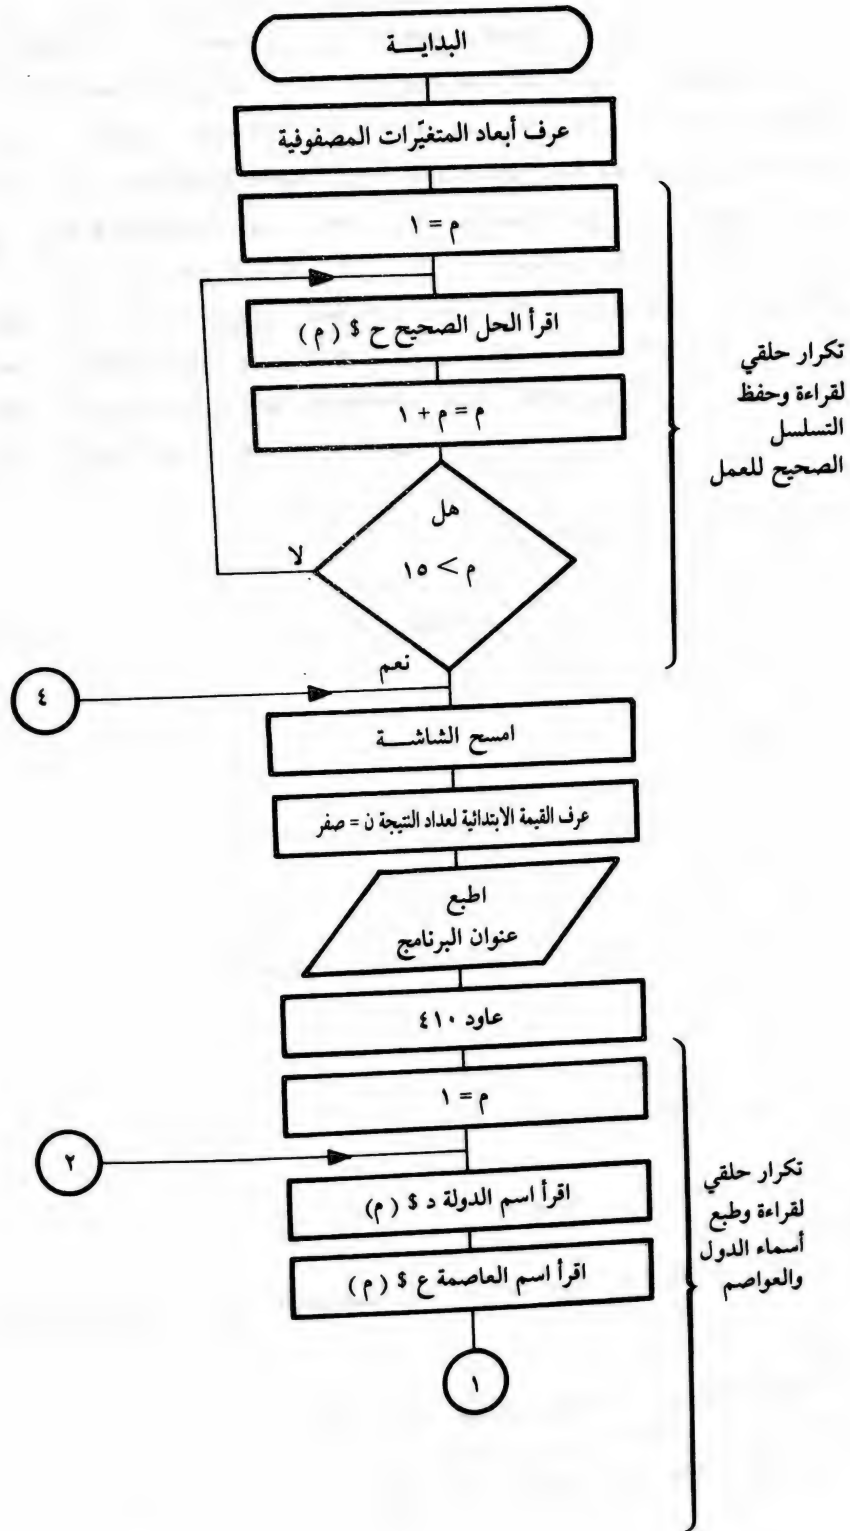 البدايـــة
عرف أبعاد المتغيّرات المصفوفية
م = ١
اقرأ الحل الصحيح ح $ ( م )
م = م + ١
تكرار حلقي
لقراءة وحفظ
التسلسل
الصحيح للعمل
هل
م > ١٥
لا
نعم
٤
امسح الشاشـــة
عرف القيمة الابتدائية لعداد النتيجة ن = صفر
اطبع
عنوان البرنامج
عاود ٤١٠
م = ١
٢
اقرأ اسم الدولة د $ ( م )
اقرأ اسم العاصمة ع $ ( م )
تكرار حلقي
لقراءة وطبع
أسماء الدول
والعواصم
١